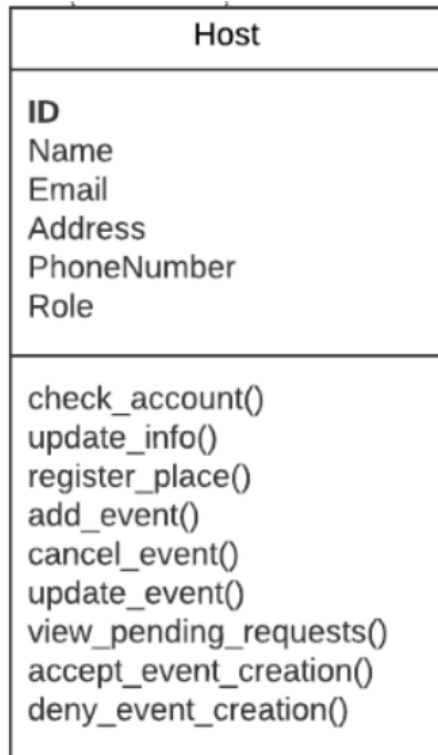 Host
ID
Name
Email
Address
PhoneNumber
Role
check_account()
update_info()
register_place()
add_event()
cancel_event()
update_event()
view_pending_requests()
accept_event_creation()
deny_event_creation()